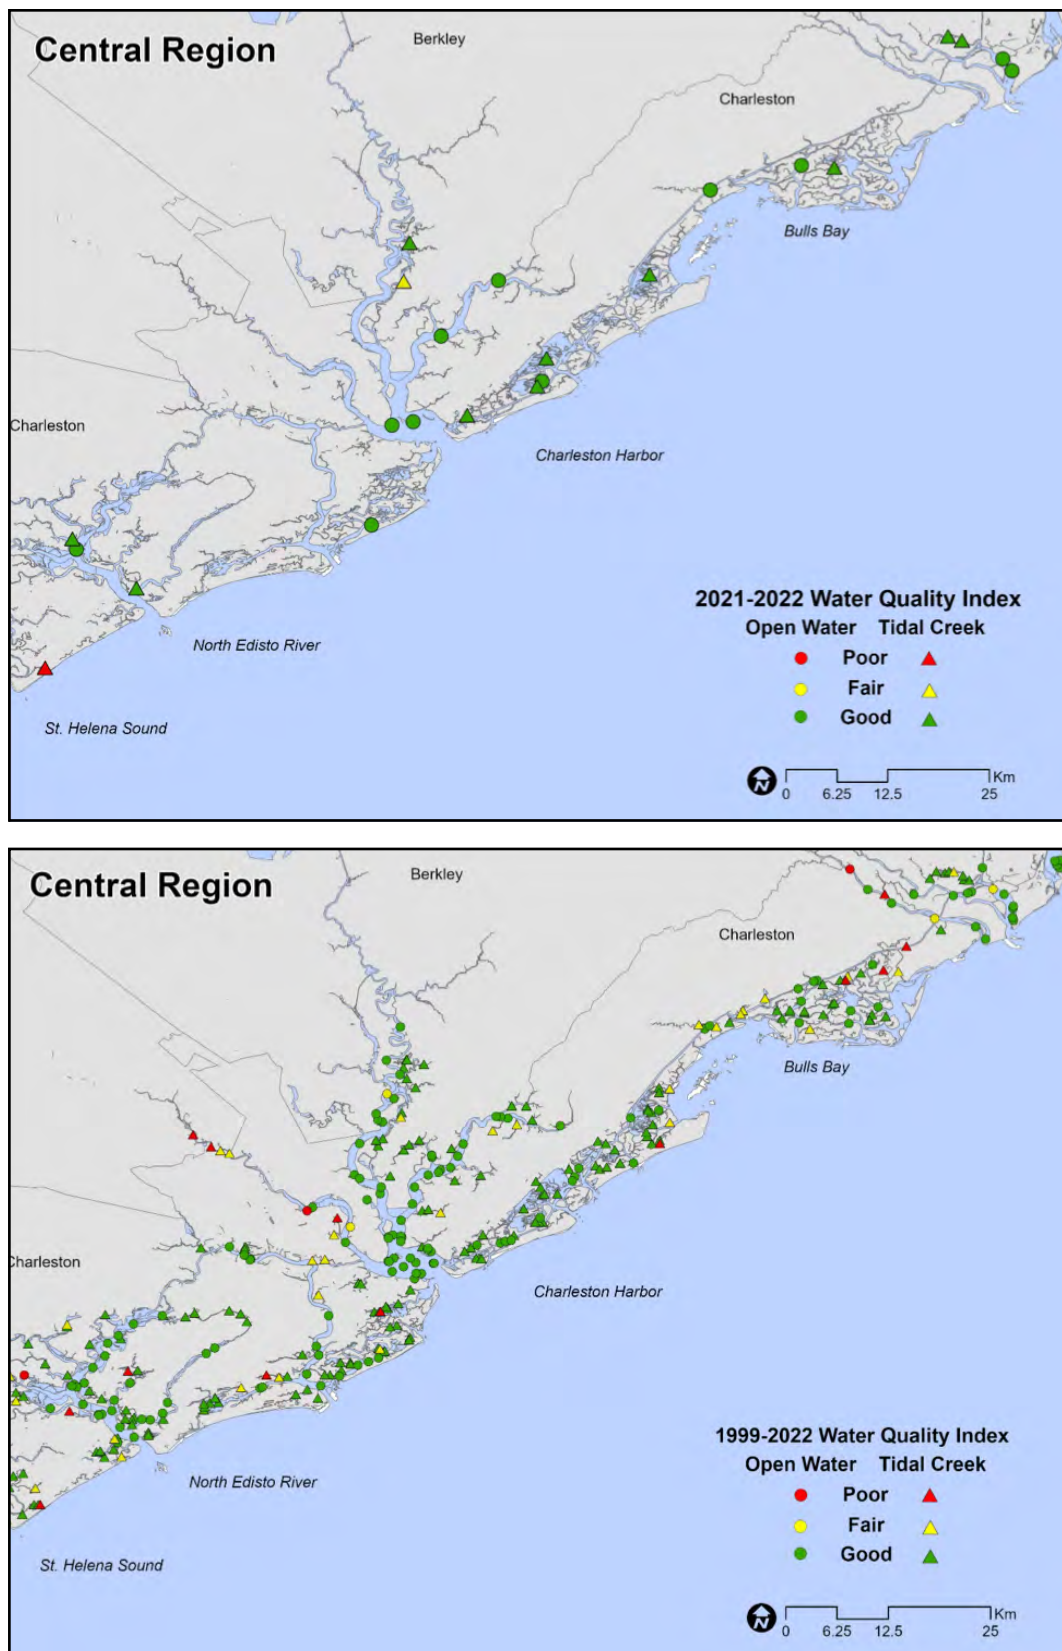 Central Region
Berkley
Charleston
Bulls Bay
Charleston
Charleston Harbor
2021-2022 Water Quality Index
Open Water Tidal Creek
North Edisto River
Poor
Fair
Good
St. Helena Sound
N
Km
0 6.25 12.5 25
Central Region
Berkley
Charleston
Bulls Bay
Charleston
Charleston Harbor
1999-2022 Water Quality Index
Open Water Tidal Creek
North Edisto River
Poor
Fair
Good
St. Helena Sound
N
Km
0 6.25 12.5 25